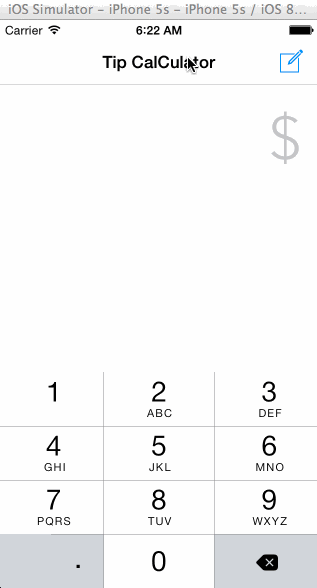 iOS Simulator – iPhone 5s – iPhone 5s / iOS 8...
Carrier 6:22 AM
Tip CalCulator
$
1 2 3
ABC DEF
4 5 6
GHI JKL MNO
7 8 9
PQRS TUV WXYZ
. 0